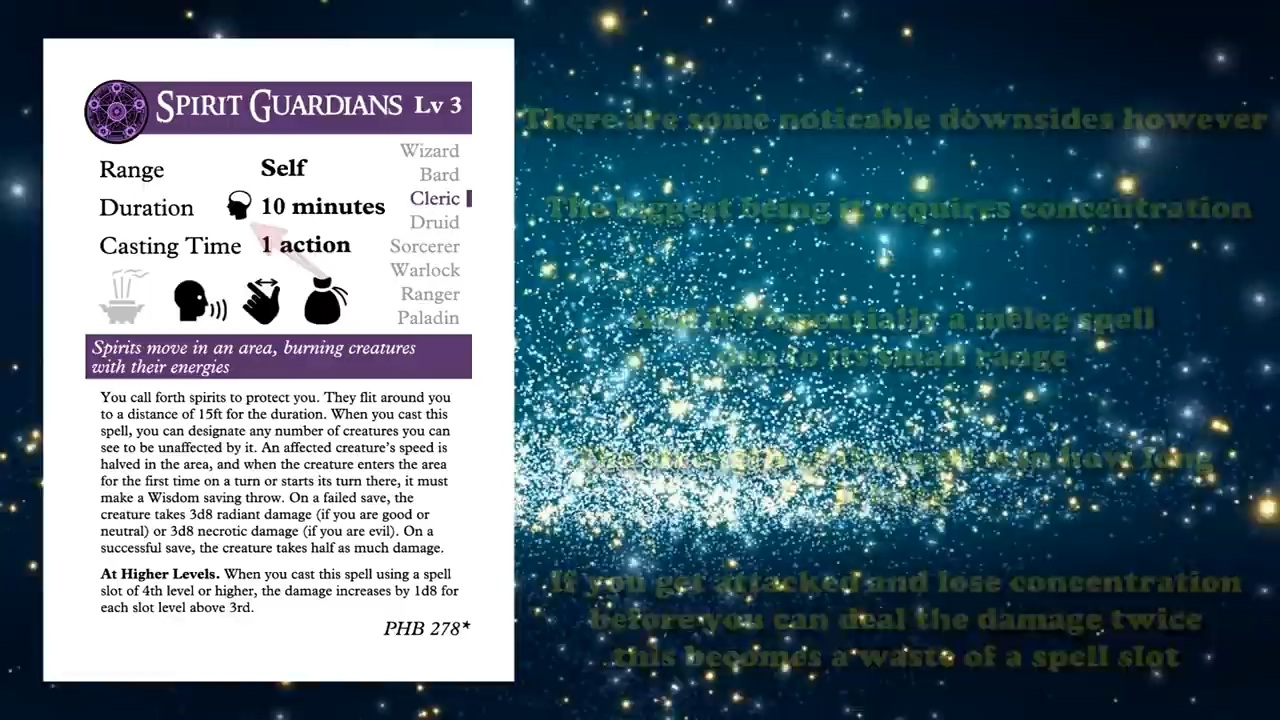 SPIRIT GUARDIANS Lv 3
Range Self
Duration 10 minutes
Casting Time 1 action
Wizard
Bard
Cleric
Druid
Sorcerer
Warlock
Ranger
Paladin
Spirits move in an area, burning creatures
with their energies
You call forth spirits to protect you. They flit around you
to a distance of 15ft for the duration. When you cast this
spell, you can designate any number of creatures you can
see to be unaffected by it. An affected creature's speed is
halved in the area, and when the creature enters the area
for the first time on a turn or starts its turn there, it must
make a Wisdom saving throw. On a failed save, the
creature takes 3d8 radiant damage (if you are good or
neutral) or 3d8 necrotic damage (if you are evil). On a
successful save, the creature takes half as much damage.
At Higher Levels. When you cast this spell using a spell
slot of 4th level or higher, the damage increases by 1d8 for
each slot level above 3rd.
PHB 278*
There are some noticable downsides however
The biggest being it requires concentration
And it's essentially a melee spell
due to its small range
in how long
If you get attacked and lose concentration
before you can deal the damage twice
this becomes a waste of a spell slot